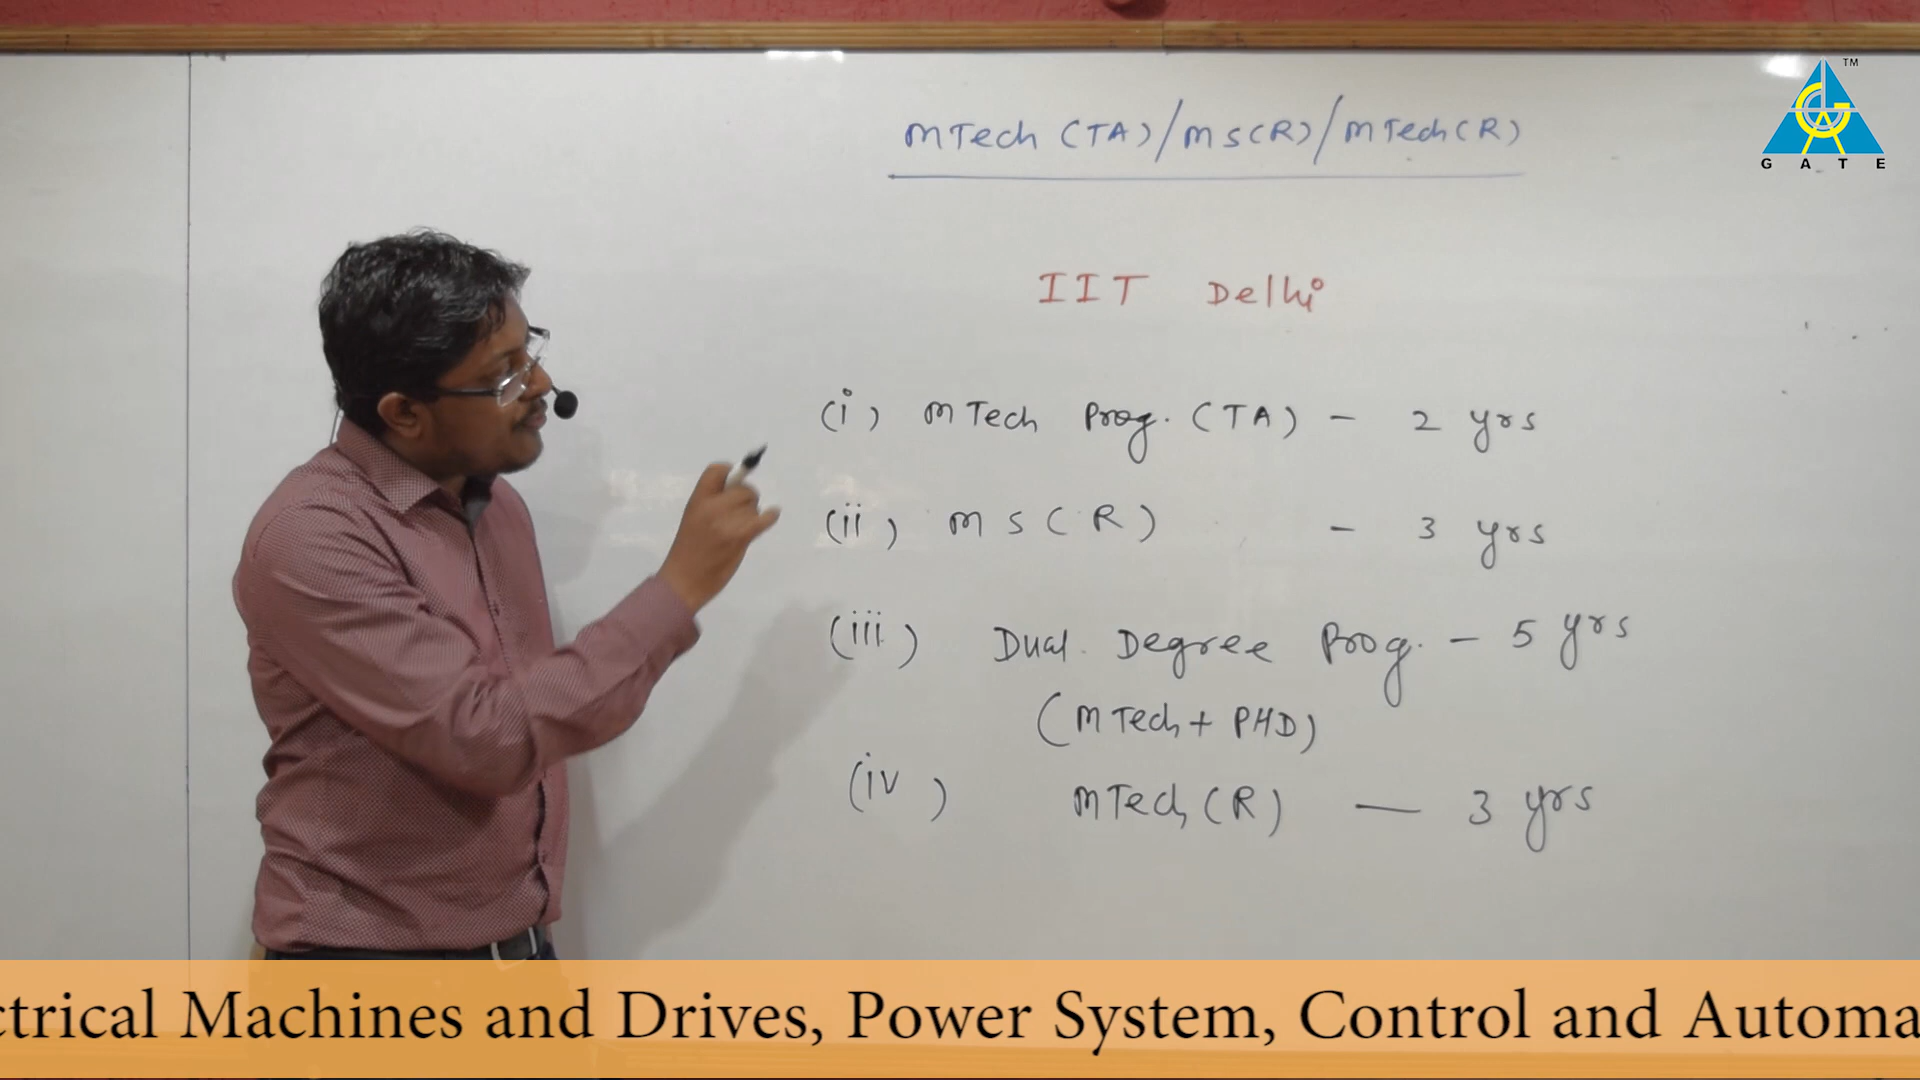 MTech (TA)/MS(R)/MTech(R)
TM
GATE
IIT Delhi
(i) MTech Prog. (TA) - 2 yrs
(ii) MS(R) - 3 yrs
(iii) Dual Degree Prog. - 5 yrs
(MTech + PHD)
(iv) MTech (R) — 3 yrs
ctrical Machines and Drives, Power System, Control and Automa